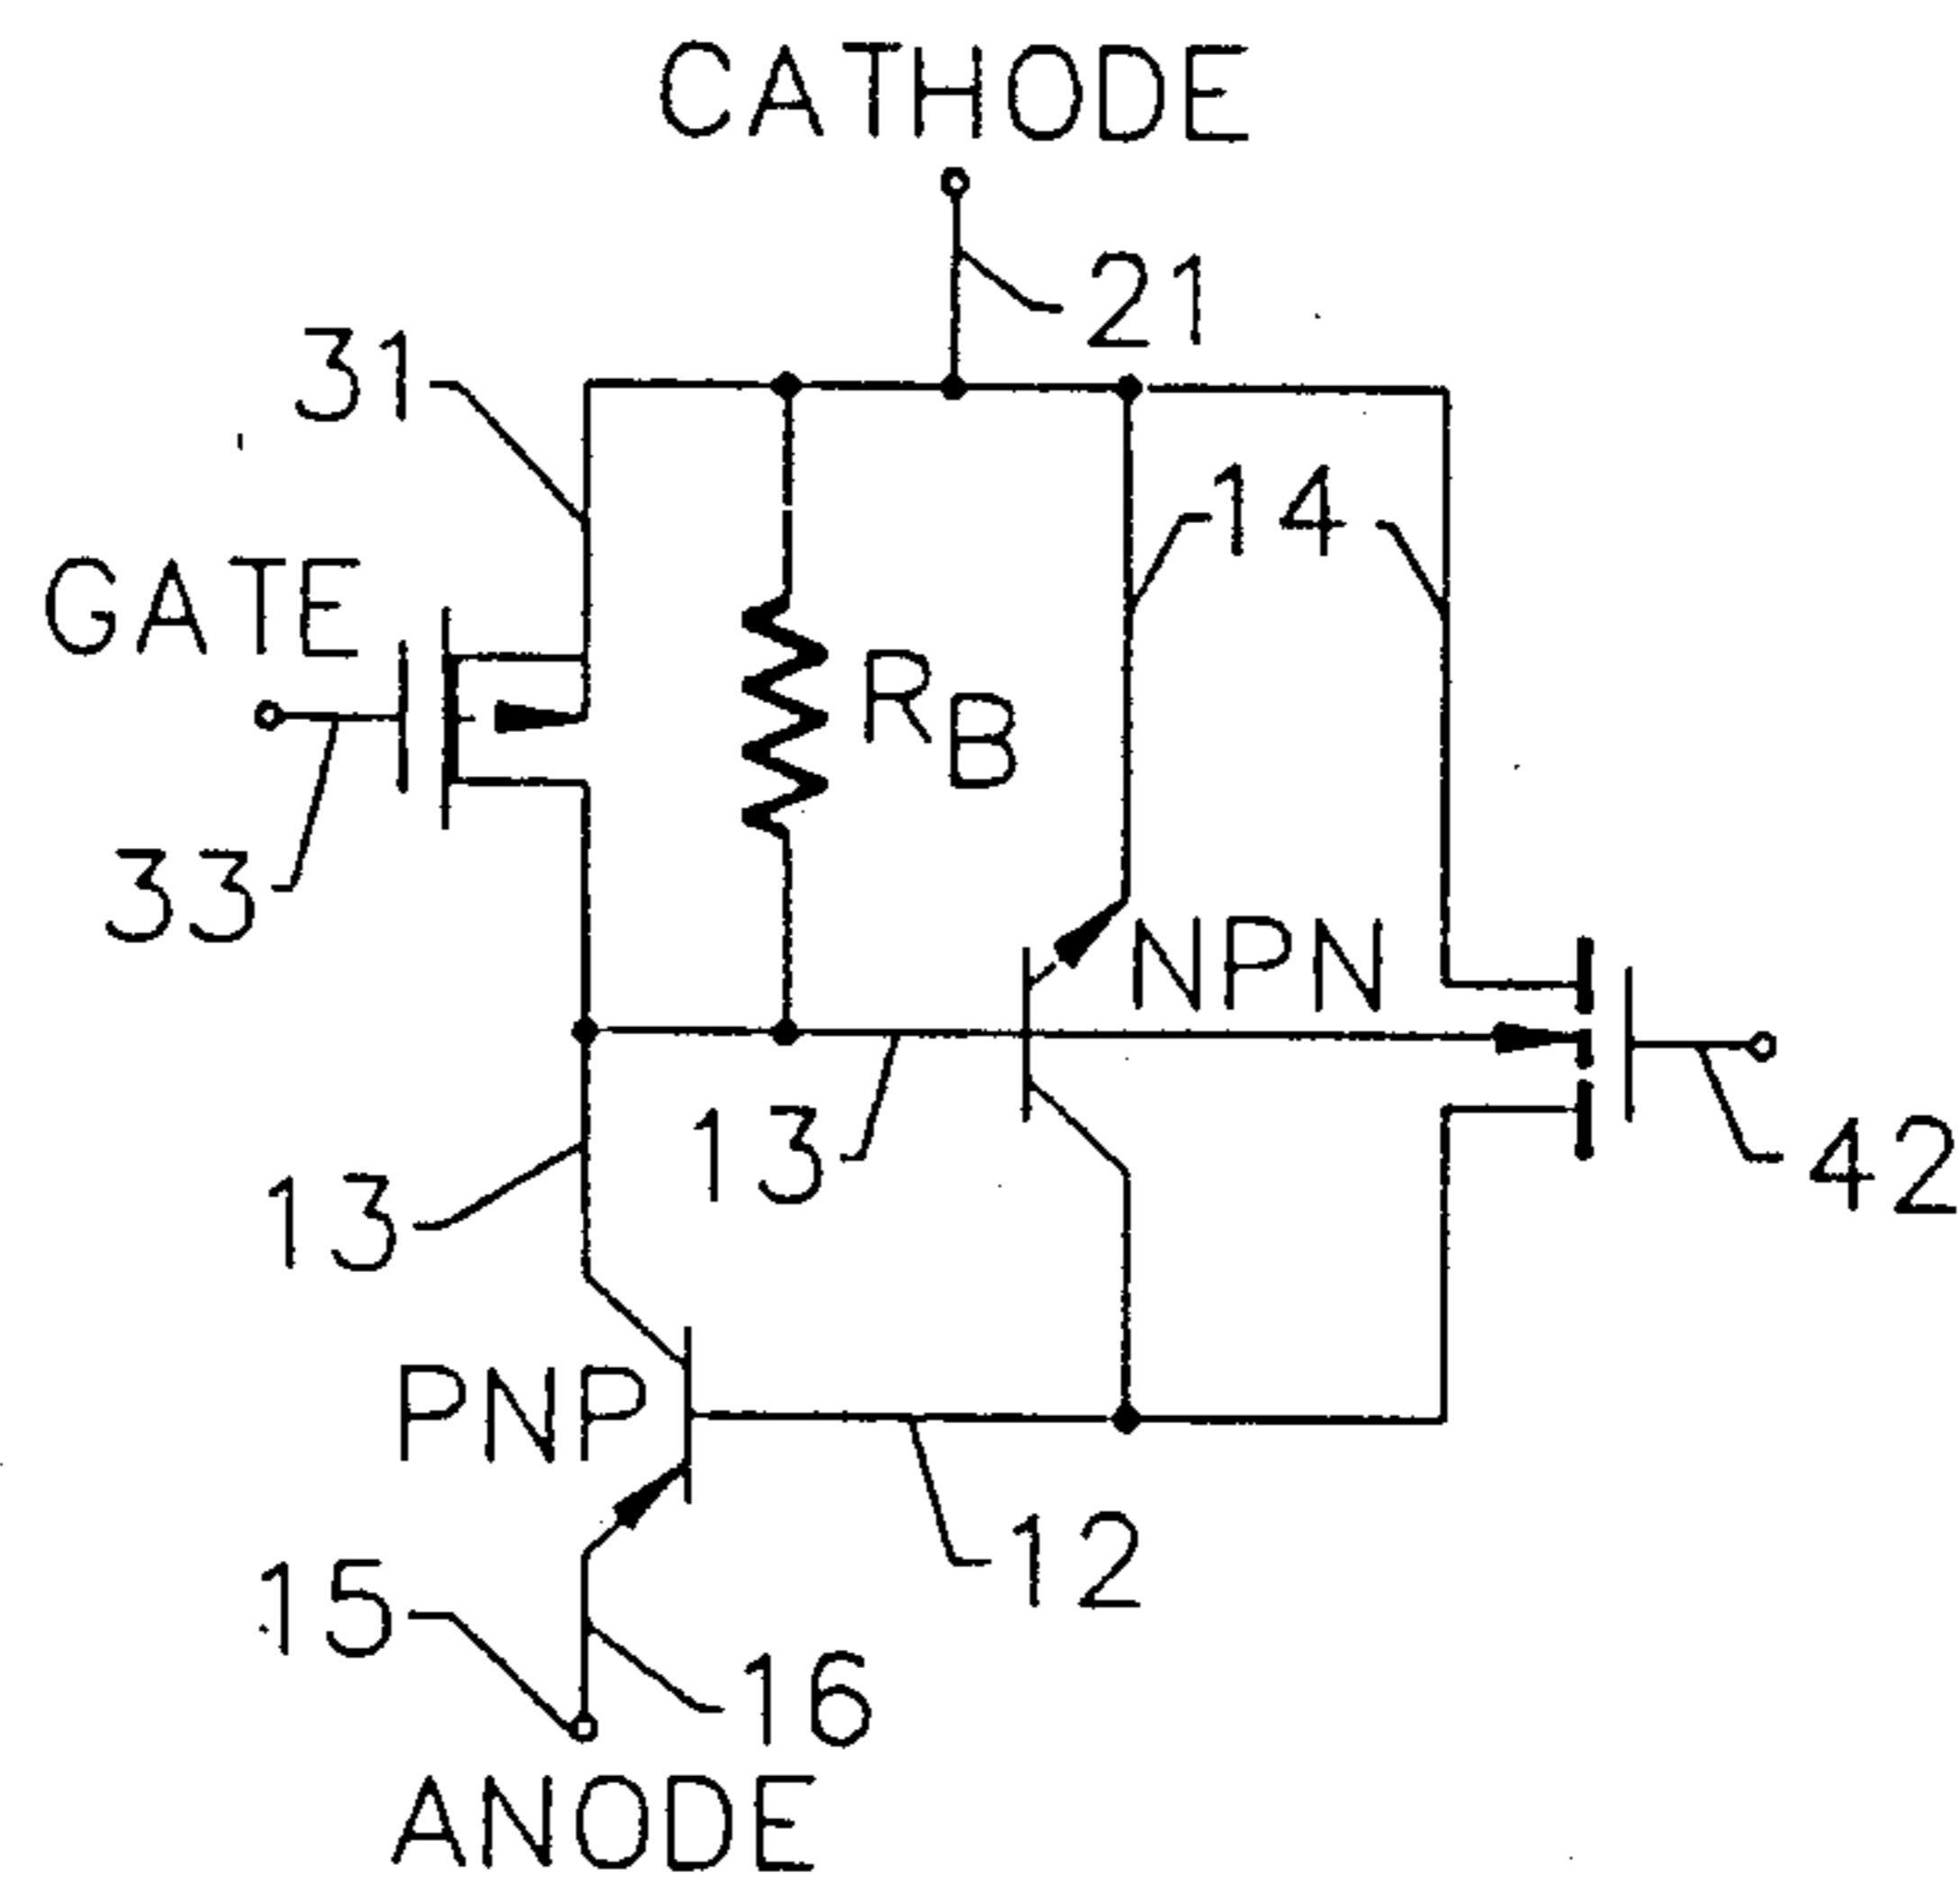 CATHODE
21
31
14
GATE
RB
33
NPN
13
42
13
PNP
12
15
16
ANODE